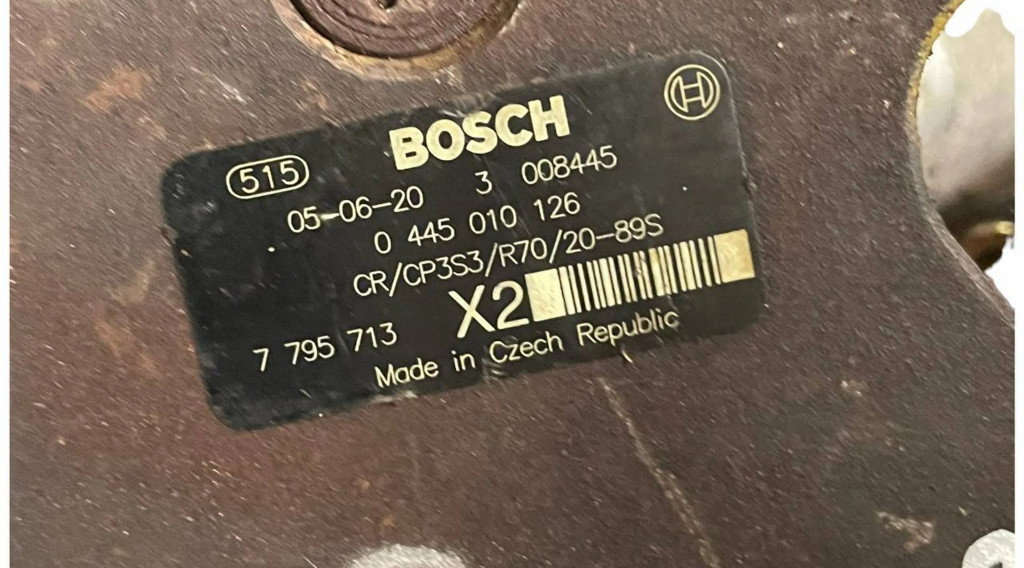 BOSCH
515
05-06-20 3 008445
0 445 010 126
CR/CP3S3/R70/20-89S
7 795 713 X2
Made in Czech Republic